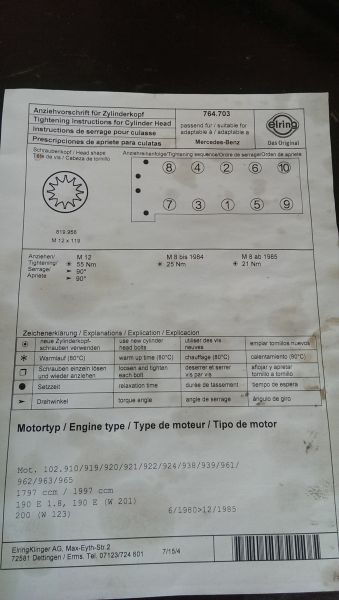 Anziehvorschrift für Zylinderkopf
Tightening Instructions for Cylinder Head
Instructions de serrage pour culasse
Prescripciones de apriete para culatas
764.703
passend für / suitable for
adaptable à / adaptable a
Mercedes-Benz
elring
Das Original
Schraubenkopf / Head shape
Tête de vis / Cabeza de tornillo
Anziehreihenfolge/Tightening sequence/Ordre de serrage/Orden de apriete
8 4 2 6 10
7 3 1 5 9
819.956
M 12 x 119
Anziehen/
Tightening/
Serrage/
Apriete
M 12
55 Nm
90°
90°
M 8 bis 1984
25 Nm
M 8 ab 1985
21 Nm
Zeichenerklärung / Explanations / Explication / Explicacion
neue Zylinderkopf-schrauben verwenden use new cylinder head bolts utiliser des vis neuves emplar tornillos nuevos
Warmlauf (80°C) warm up time (80°C) chauffage (80°C) calentamiento (80°C)
Schrauben einzeln lösen und wieder anziehen loosen and tighten each bolt deserrer et serrer vis par vis aflojar y apretar tornillo a tornillo
Setzzeit relaxation time durée de tassement tiempo de espera
Drehwinkel torque angle angle de serrage ángulo de giro
Motortyp / Engine type / Type de moteur / Tipo de motor
Mot. 102.910/919/920/921/922/924/938/939/961/
962/963/965
1797 ccm / 1997 ccm
190 E 1.8, 190 E (W 201)
200 (W 123) 6/1980>12/1985
ElringKlinger AG, Max-Eyth-Str.2
72581 Dettingen / Erms. Tel. 07123/724 601
7/15/4